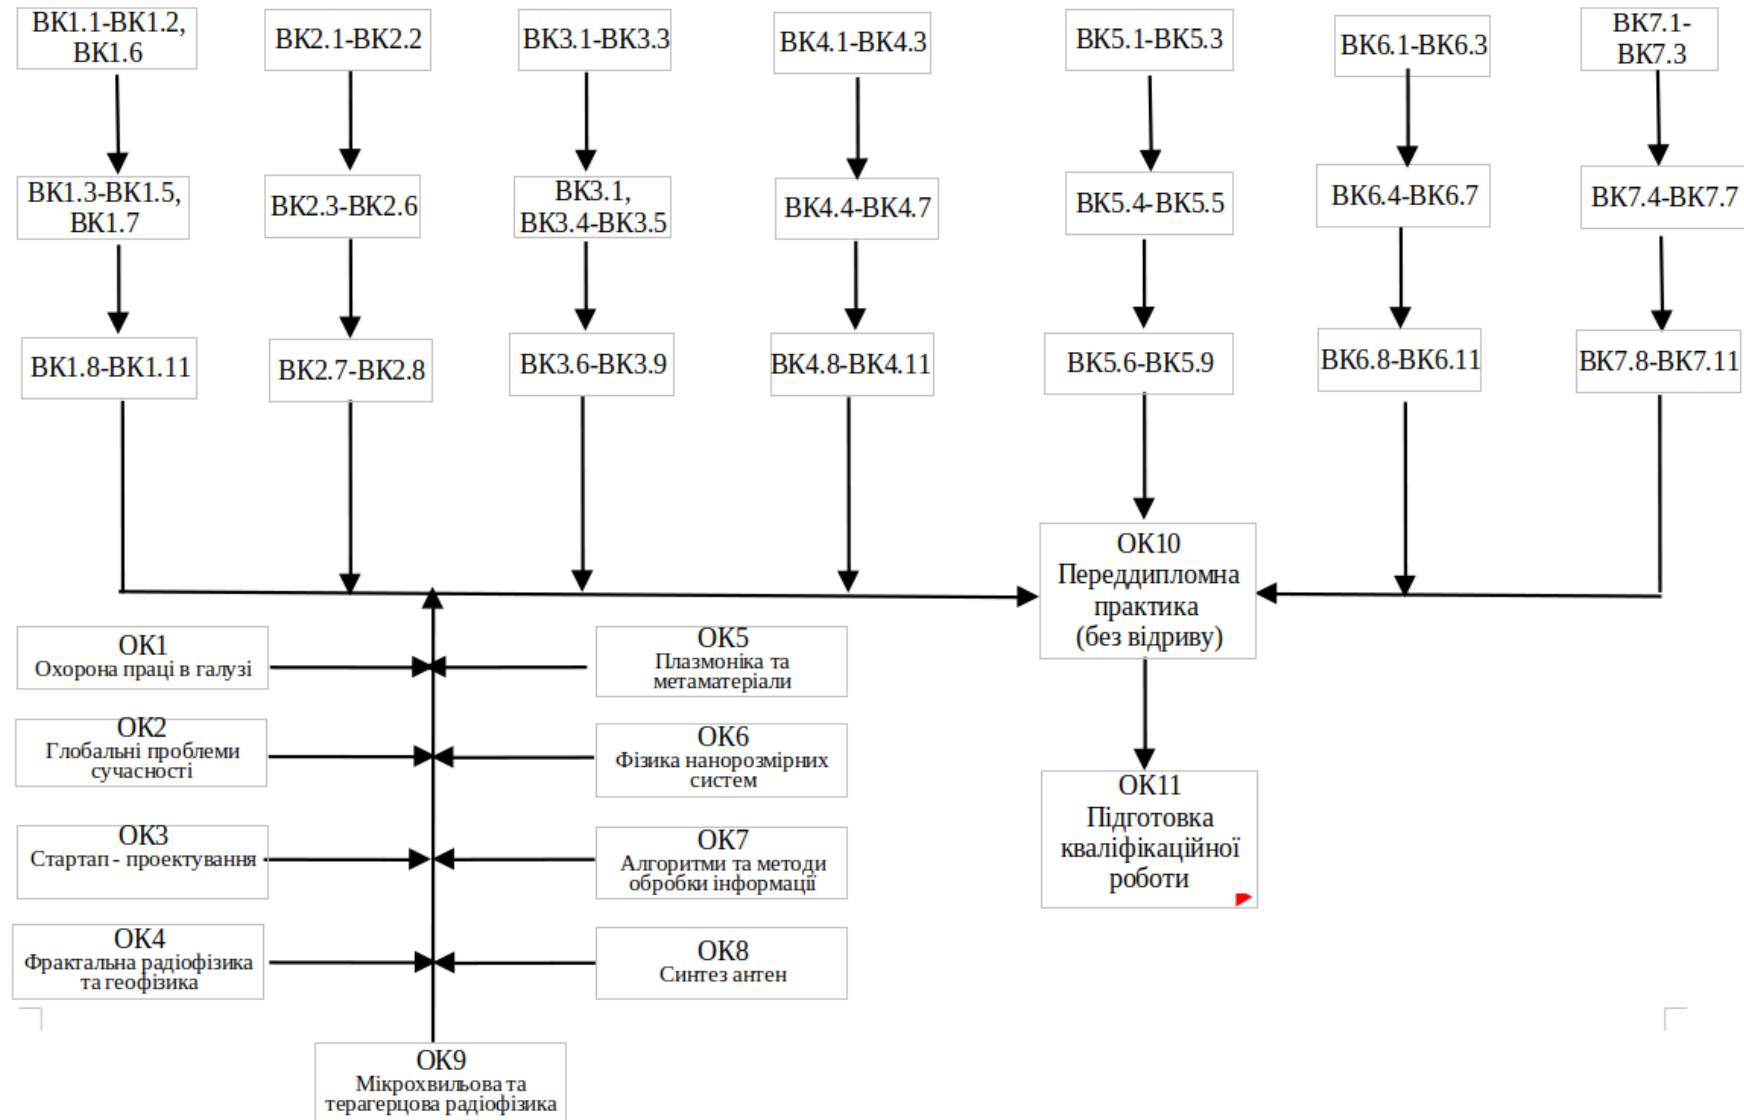 ВК1.1-ВК1.2,
ВК1.6
ВК2.1-ВК2.2
ВК3.1-ВК3.3
ВК4.1-ВК4.3
ВК5.1-ВК5.3
ВК6.1-ВК6.3
ВК7.1-
ВК7.3
ВК1.3-ВК1.5,
ВК1.7
ВК2.3-ВК2.6
ВК3.1,
ВК3.4-ВК3.5
ВК4.4-ВК4.7
ВК5.4-ВК5.5
ВК6.4-ВК6.7
ВК7.4-ВК7.7
ВК1.8-ВК1.11
ВК2.7-ВК2.8
ВК3.6-ВК3.9
ВК4.8-ВК4.11
ВК5.6-ВК5.9
ВК6.8-ВК6.11
ВК7.8-ВК7.11
ОК10
Переддипломна
практика
(без відриву)
ОК1
Охорона праці в галузі
ОК5
Плазмоніка та
метаматеріали
ОК2
Глобальні проблеми
сучасності
ОК6
Фізика нанорозмірних
систем
ОК11
Підготовка
кваліфікаційної
роботи
ОК3
Стартап - проектування
ОК7
Алгоритми та методи
обробки інформації
ОК4
Фрактальна радіофізика
та геофізика
ОК8
Синтез антен
ОК9
Мікрохвильова та
терагерцова радіофізика